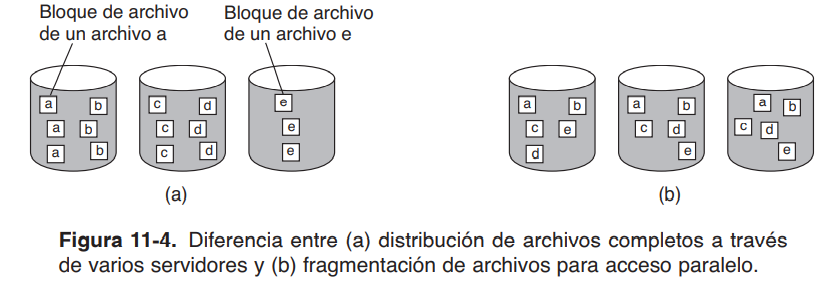 Bloque de archivo
de un archivo a
Bloque de archivo
de un archivo e
a b
a b
a b
c d
c d
c d
e
e
e
a b
c e
d
a b
c d
e
a b
c d
e
(a)
(b)
Figura 11-4. Diferencia entre (a) distribución de archivos completos a través
de varios servidores y (b) fragmentación de archivos para acceso paralelo.